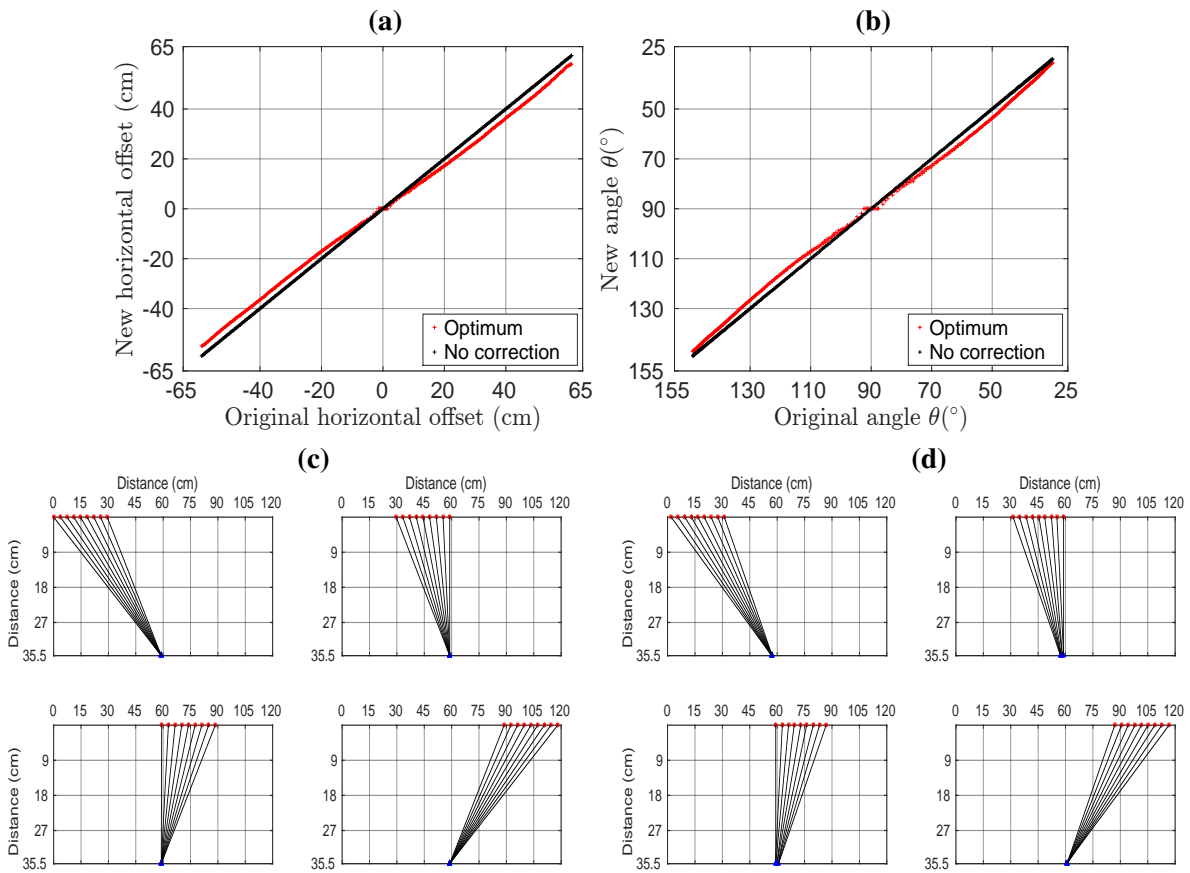 (a)
65
40
20
0
-20
-40
-65
-65 -40 -20 0 20 40 65
New horizontal offset (cm)
Original horizontal offset (cm)
Optimum
No correction
(b)
25
50
70
90
110
130
155
155 130 110 90 70 50 25
New angle θ(°)
Original angle θ(°)
Optimum
No correction
(c)
Distance (cm)
0 15 30 45 60 75 90 105 120
Distance (cm)
9
18
27
35.5
Distance (cm)
0 15 30 45 60 75 90 105 120
9
18
27
35.5
0 15 30 45 60 75 90 105 120
Distance (cm)
9
18
27
35.5
0 15 30 45 60 75 90 105 120
9
18
27
35.5
(d)
Distance (cm)
0 15 30 45 60 75 90 105 120
Distance (cm)
9
18
27
35.5
Distance (cm)
0 15 30 45 60 75 90 105 120
9
18
27
35.5
0 15 30 45 60 75 90 105 120
Distance (cm)
9
18
27
35.5
0 15 30 45 60 75 90 105 120
9
18
27
35.5